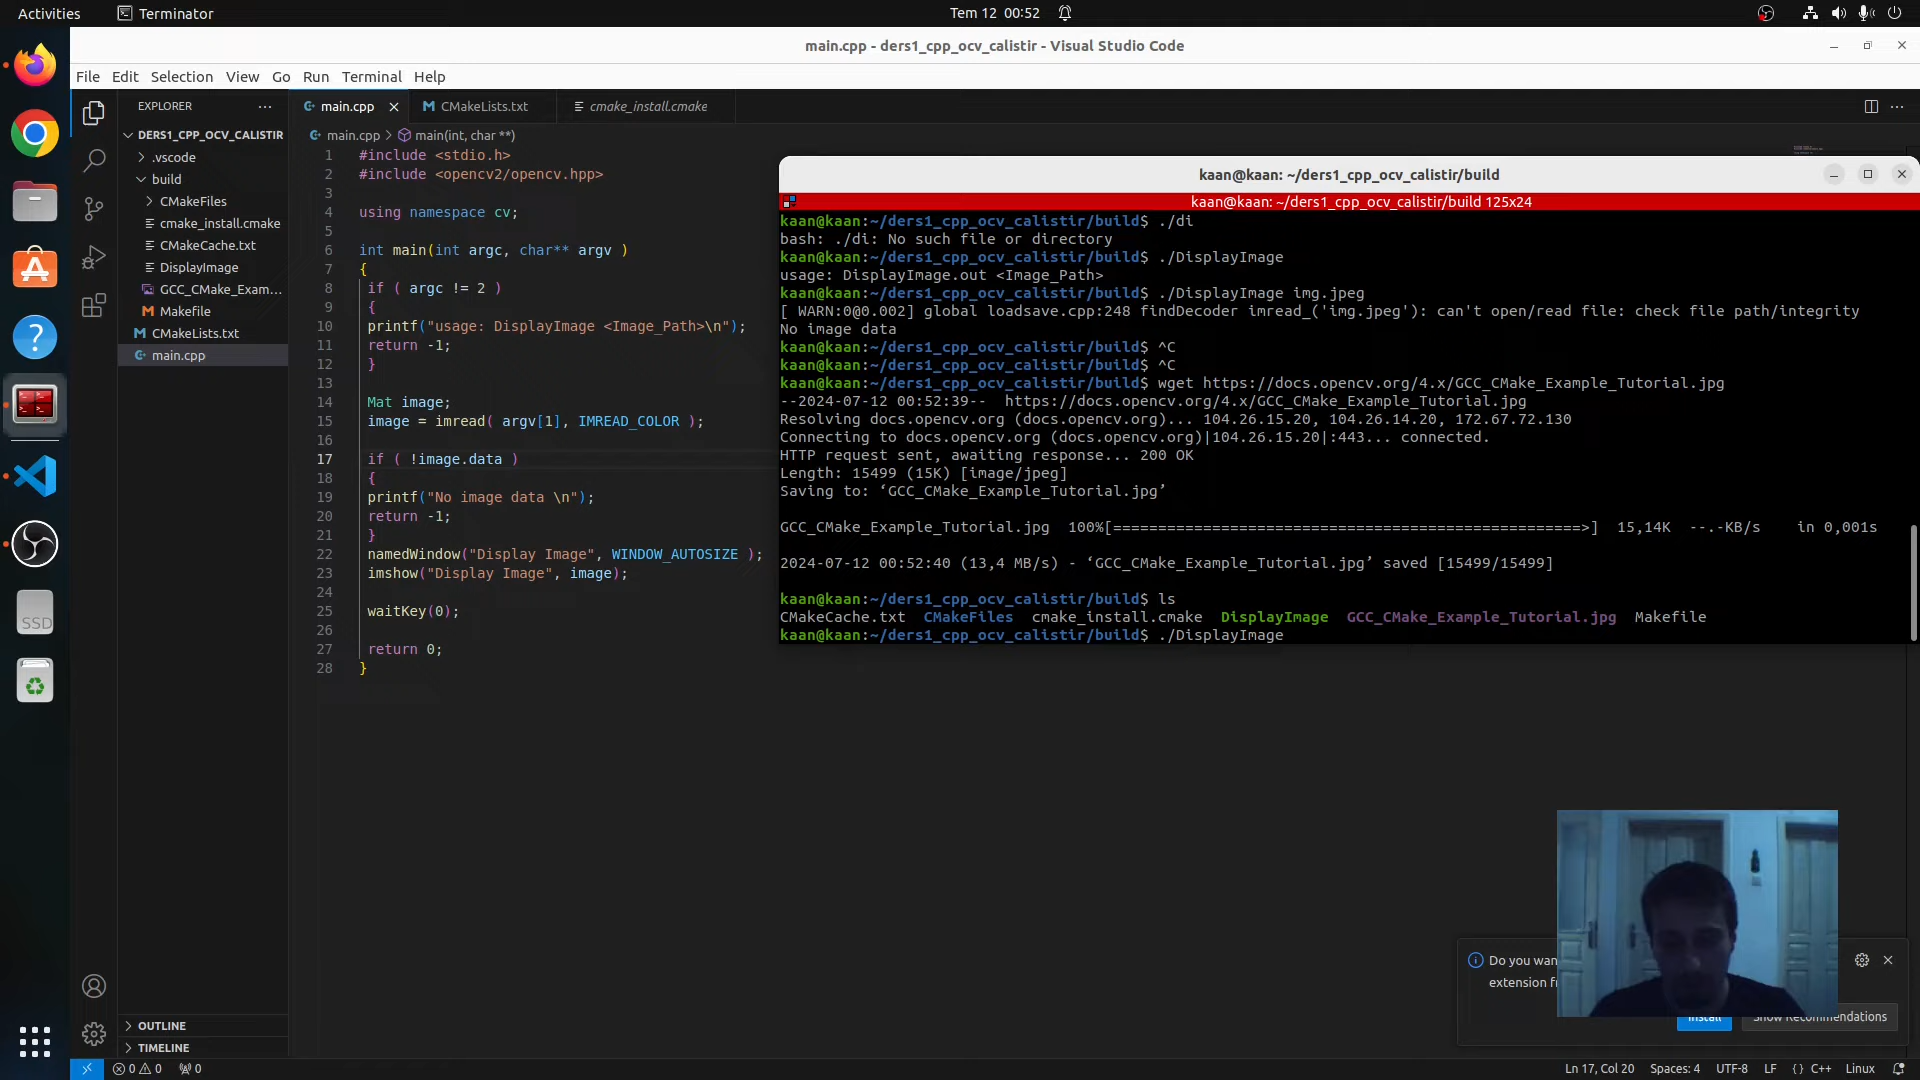 Activities
Terminator
Tem 12 00:52
main.cpp - ders1_cpp_ocv_calistir - Visual Studio Code
File Edit Selection View Go Run Terminal Help
EXPLORER
DERS1_CPP_OCV_CALISTIR
.vscode
build
CMakeFiles
cmake_install.cmake
CMakeCache.txt
DisplayImage
GCC_CMake_Exam...
Makefile
CMakeLists.txt
main.cpp
OUTLINE
TIMELINE
main.cpp
CMakeLists.txt
cmake_install.cmake
main.cpp > main(int, char **)
1 #include <stdio.h>
2 #include <opencv2/opencv.hpp>
3
4 using namespace cv;
5
6 int main(int argc, char** argv )
7 {
8 if ( argc != 2 )
9 {
10 printf("usage: DisplayImage <Image_Path>\n");
11 return -1;
12 }
13
14 Mat image;
15 image = imread( argv[1], IMREAD_COLOR );
16
17 if ( !image.data )
18 {
19 printf("No image data \n");
20 return -1;
21 }
22 namedWindow("Display Image", WINDOW_AUTOSIZE );
23 imshow("Display Image", image);
24
25 waitKey(0);
26
27 return 0;
28 }
kaan@kaan: ~/ders1_cpp_ocv_calistir/build
kaan@kaan: ~/ders1_cpp_ocv_calistir/build 125x24
kaan@kaan:~/ders1_cpp_ocv_calistir/build$ ./di
bash: ./di: No such file or directory
kaan@kaan:~/ders1_cpp_ocv_calistir/build$ ./DisplayImage
usage: DisplayImage.out <Image_Path>
kaan@kaan:~/ders1_cpp_ocv_calistir/build$ ./DisplayImage img.jpeg
[ WARN:0@0.002] global loadsave.cpp:248 findDecoder imread_('img.jpeg'): can't open/read file: check file path/integrity
No image data
kaan@kaan:~/ders1_cpp_ocv_calistir/build$ ^C
kaan@kaan:~/ders1_cpp_ocv_calistir/build$ ^C
kaan@kaan:~/ders1_cpp_ocv_calistir/build$ wget https://docs.opencv.org/4.x/GCC_CMake_Example_Tutorial.jpg
--2024-07-12 00:52:39-- https://docs.opencv.org/4.x/GCC_CMake_Example_Tutorial.jpg
Resolving docs.opencv.org (docs.opencv.org)... 104.26.15.20, 104.26.14.20, 172.67.72.130
Connecting to docs.opencv.org (docs.opencv.org)|104.26.15.20|:443... connected.
HTTP request sent, awaiting response... 200 OK
Length: 15499 (15K) [image/jpeg]
Saving to: ‘GCC_CMake_Example_Tutorial.jpg’
GCC_CMake_Example_Tutorial.jpg 100%[====================================================>] 15,14K --.-KB/s in 0,001s
2024-07-12 00:52:40 (13,4 MB/s) - ‘GCC_CMake_Example_Tutorial.jpg’ saved [15499/15499]
kaan@kaan:~/ders1_cpp_ocv_calistir/build$ ls
CMakeCache.txt CMakeFiles cmake_install.cmake DisplayImage GCC_CMake_Example_Tutorial.jpg Makefile
kaan@kaan:~/ders1_cpp_ocv_calistir/build$ ./DisplayImage
SSD
Do you wan
extension f
Install
Show Recommendations
0 0 0
Ln 17, Col 20 Spaces: 4 UTF-8 LF {} C++ Linux